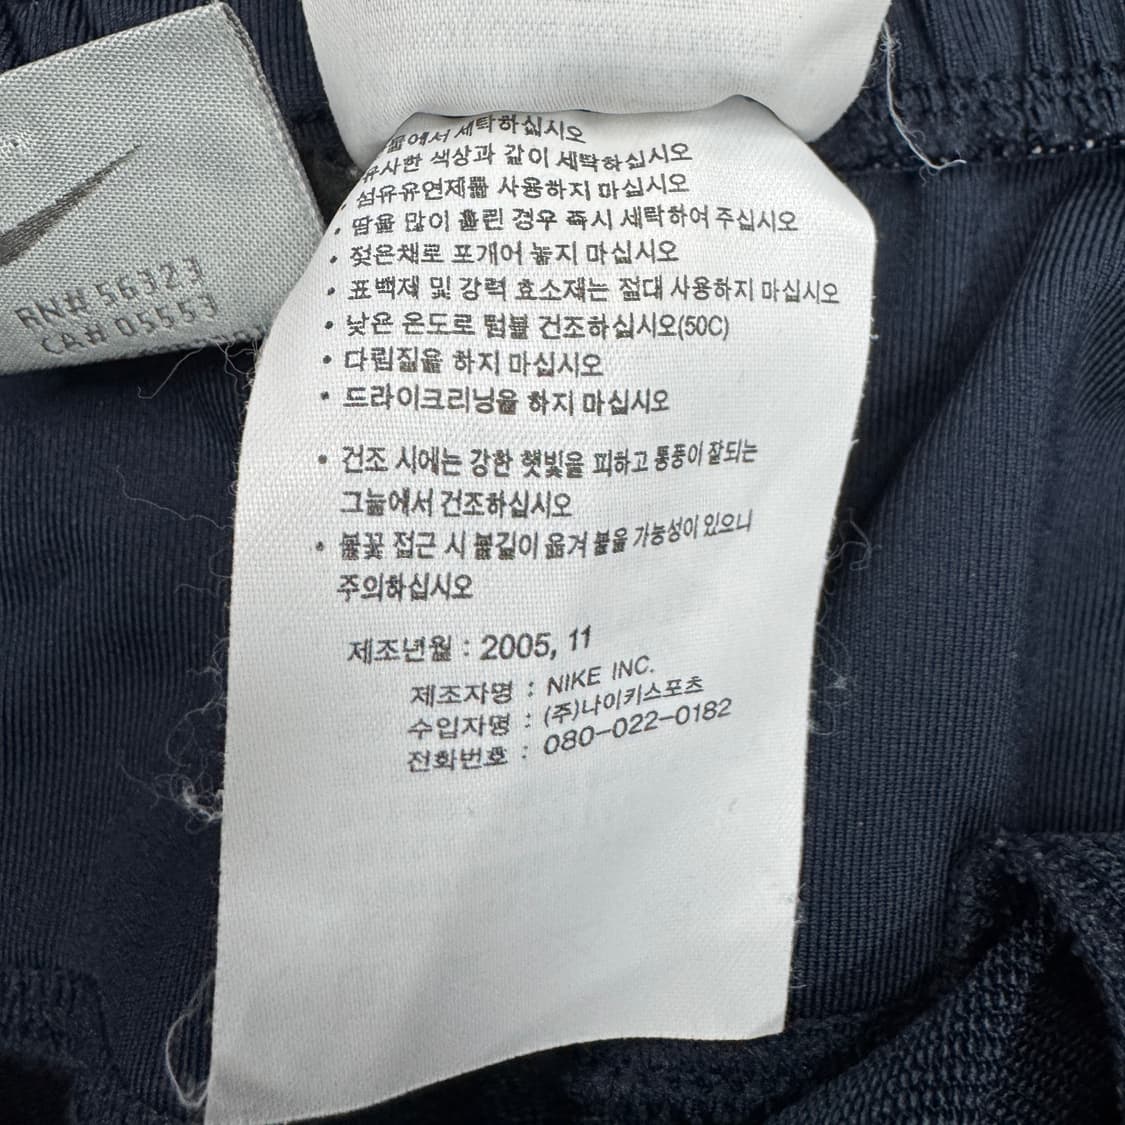 RN# 56323
CA# 05553
물에서 세탁하십시오
유사한 색상과 같이 세탁하십시오
섬유유연제를 사용하지 마십시오
• 땀을 많이 흘린 경우 즉시 세탁하여 주십시오
• 젖은채로 포개어 놓지 마십시오
• 표백제 및 강력 효소재는 절대 사용하지 마십시오
• 낮은 온도로 텀블 건조하십시오(50C)
• 다림질을 하지 마십시오
• 드라이크리닝을 하지 마십시오
• 건조 시에는 강한 햇빛을 피하고 통풍이 잘되는
그늘에서 건조하십시오
• 불꽃 접근 시 불길이 옮겨 붙을 가능성이 있으니
주의하십시오
제조년월 : 2005, 11
제조자명 : NIKE INC.
수입자명 : (주)나이키스포츠
전화번호 : 080-022-0182